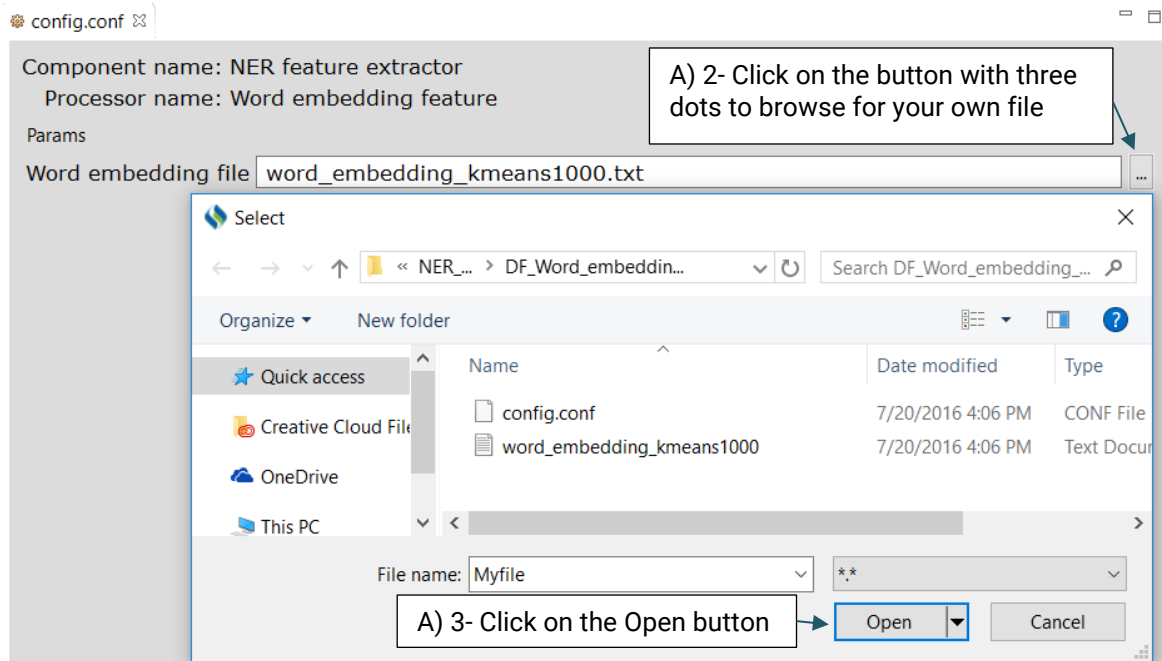 config.conf
Component name: NER feature extractor
Processor name: Word embedding feature
A) 2- Click on the button with three
dots to browse for your own file
Params
Word embedding file word_embedding_kmeans1000.txt ...
Select
« NER_... > DF_Word_embeddin... Search DF_Word_embedding_...
Organize New folder ?
Quick access Name Date modified Type
Creative Cloud File config.conf 7/20/2016 4:06 PM CONF File
word_embedding_kmeans1000 7/20/2016 4:06 PM Text Docum
OneDrive
This PC
File name: Myfile *.*
A) 3- Click on the Open button Open Cancel